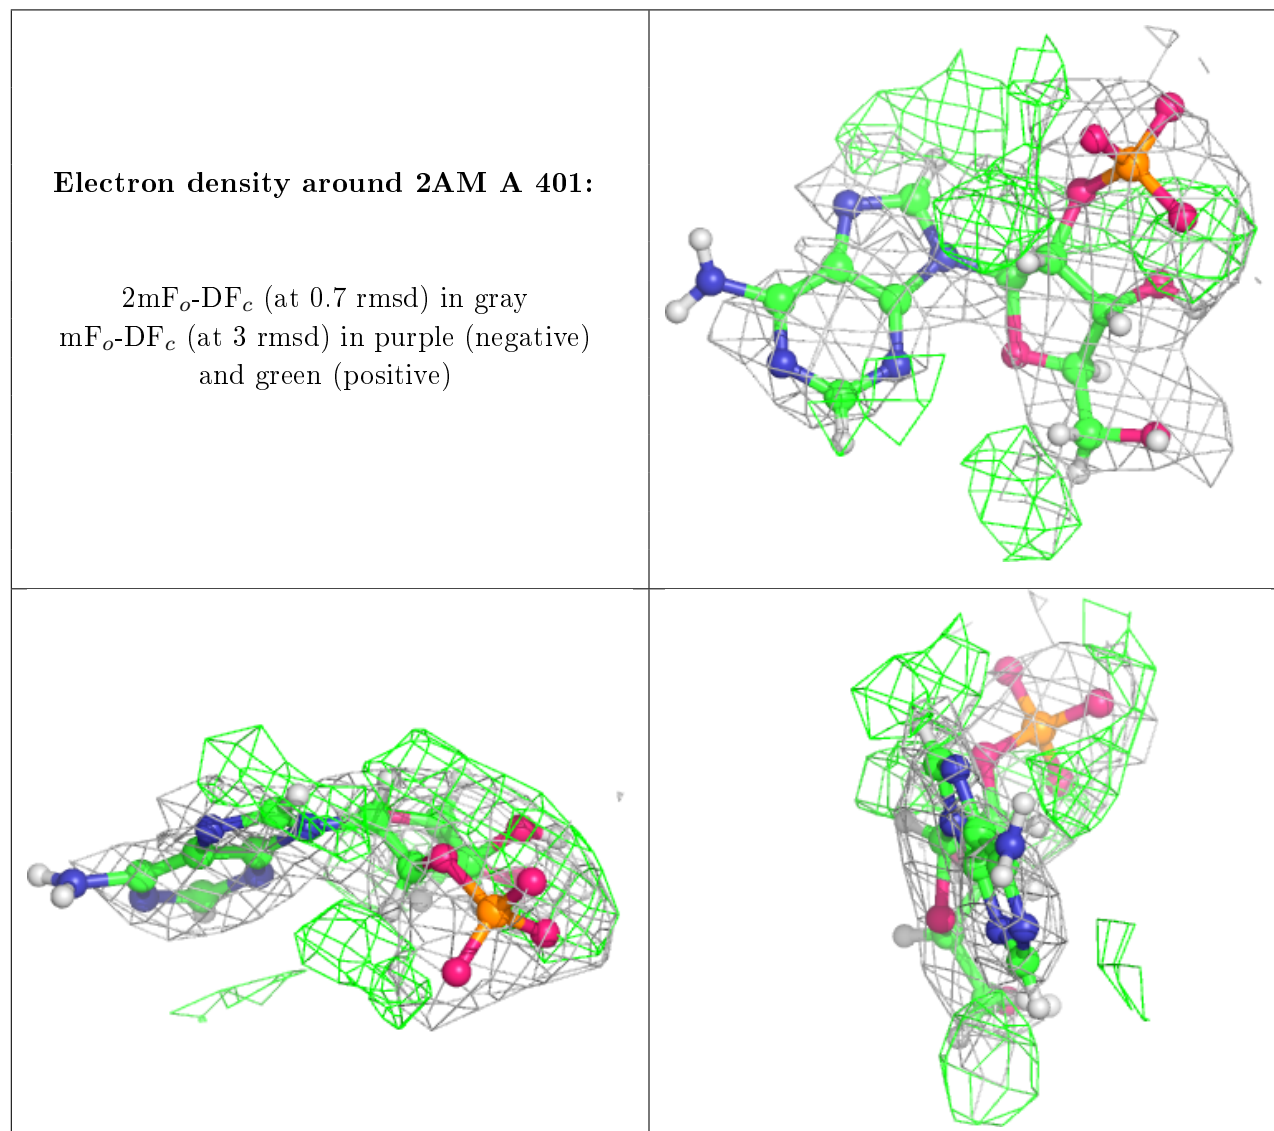 Electron density around 2AM A 401:
2mFo-DFc (at 0.7 rmsd) in gray
mFo-DFc (at 3 rmsd) in purple (negative)
and green (positive)